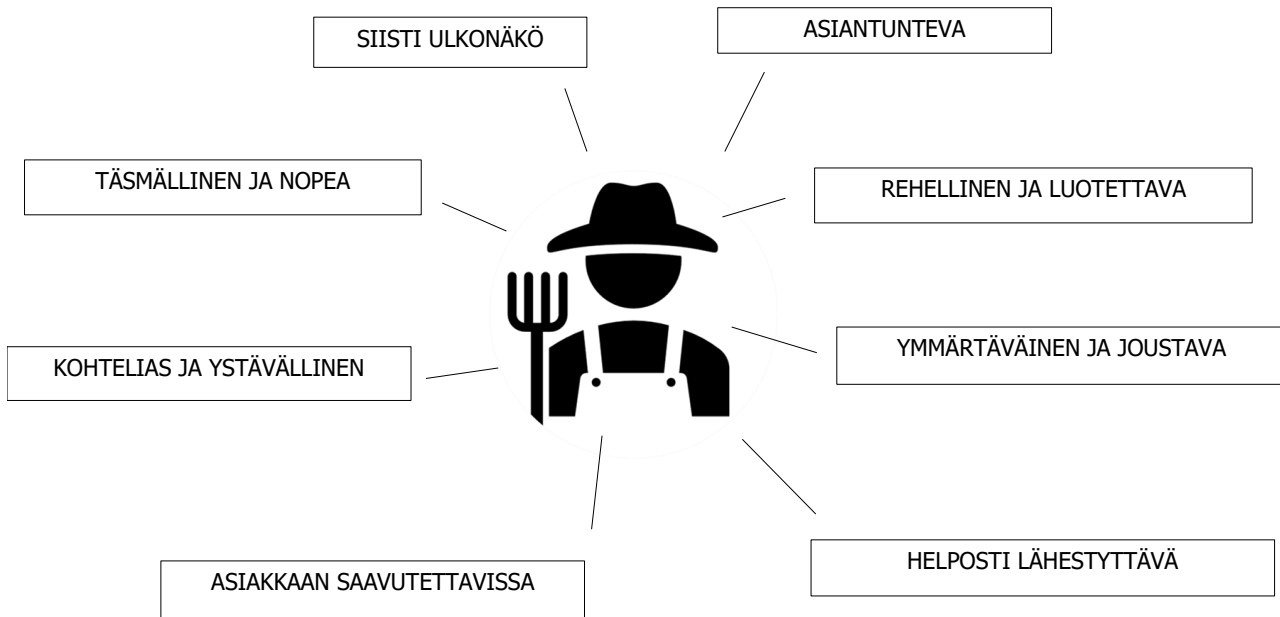 SIISTI ULKONÄKÖ
ASIANTUNTEVA
TÄSMÄLLINEN JA NOPEA
REHELLINEN JA LUOTETTAVA
KOHTELIAS JA YSTÄVÄLLINEN
YMMÄRTÄVÄINEN JA JOUSTAVA
ASIAKKAAN SAAVUTETTAVISSA
HELPOSTI LÄHESTYTTÄVÄ